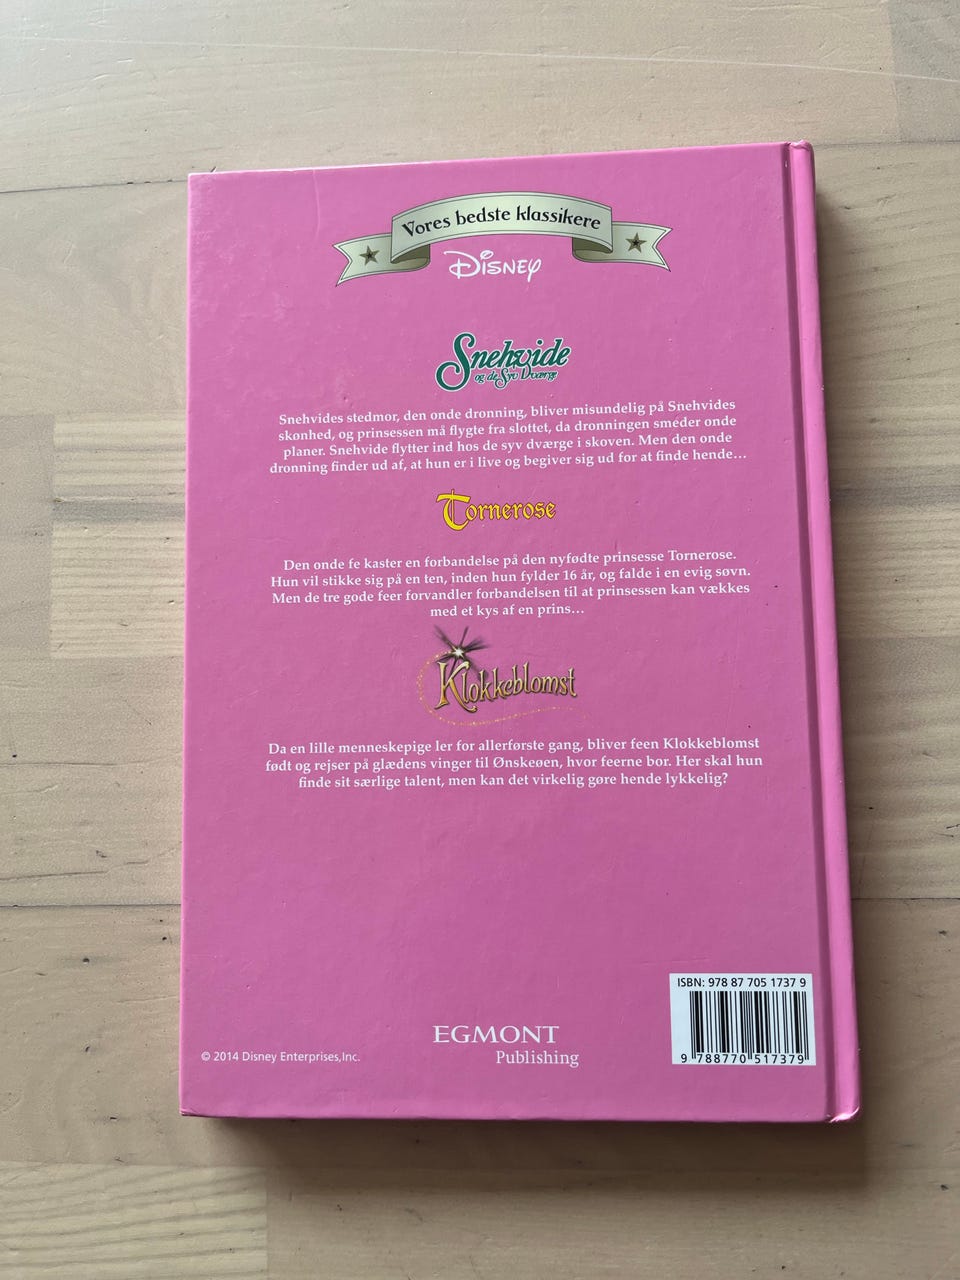 Vores bedste klassikere
Disney
Snehvide
og de Syv Dværge
Snehvides stedmor, den onde dronning, bliver misundelig på Snehvides
skønhed, og prinsessen må flygte fra slottet, da dronningen smeder onde
planer. Snehvide flytter ind hos de syv dværge i skoven. Men den onde
dronning finder ud af, at hun er i live og begiver sig ud for at finde hende...
Tornerose
Den onde fe kaster en forbandelse på den nyfødte prinsesse Tornerose.
Hun vil stikke sig på en ten, inden hun fylder 16 år, og falde i en evig søvn.
Men de tre gode feer forvandler forbandelsen til at prinsessen kan vækkes
med et kys af en prins...
Klokkeblomst
Da en lille menneskepige ler for allerførste gang, bliver feen Klokkeblomst
født og rejser på glædens vinger til Ønskeøen, hvor feerne bor. Her skal hun
finde sit særlige talent, men kan det virkelig gøre hende lykkelig?
ISBN: 978 87 705 1737 9
9 788770 517379
EGMONT
Publishing
© 2014 Disney Enterprises,Inc.